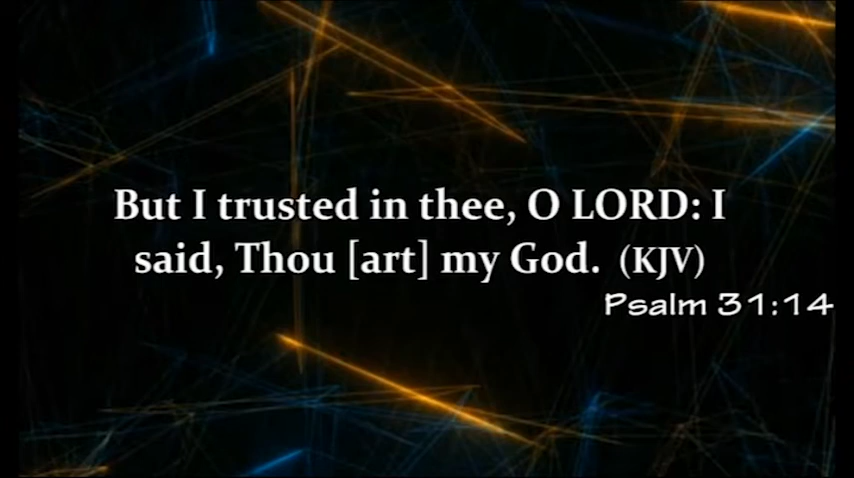 But I trusted in thee, O LORD: I
said, Thou [art] my God. (KJV)
Psalm 31:14